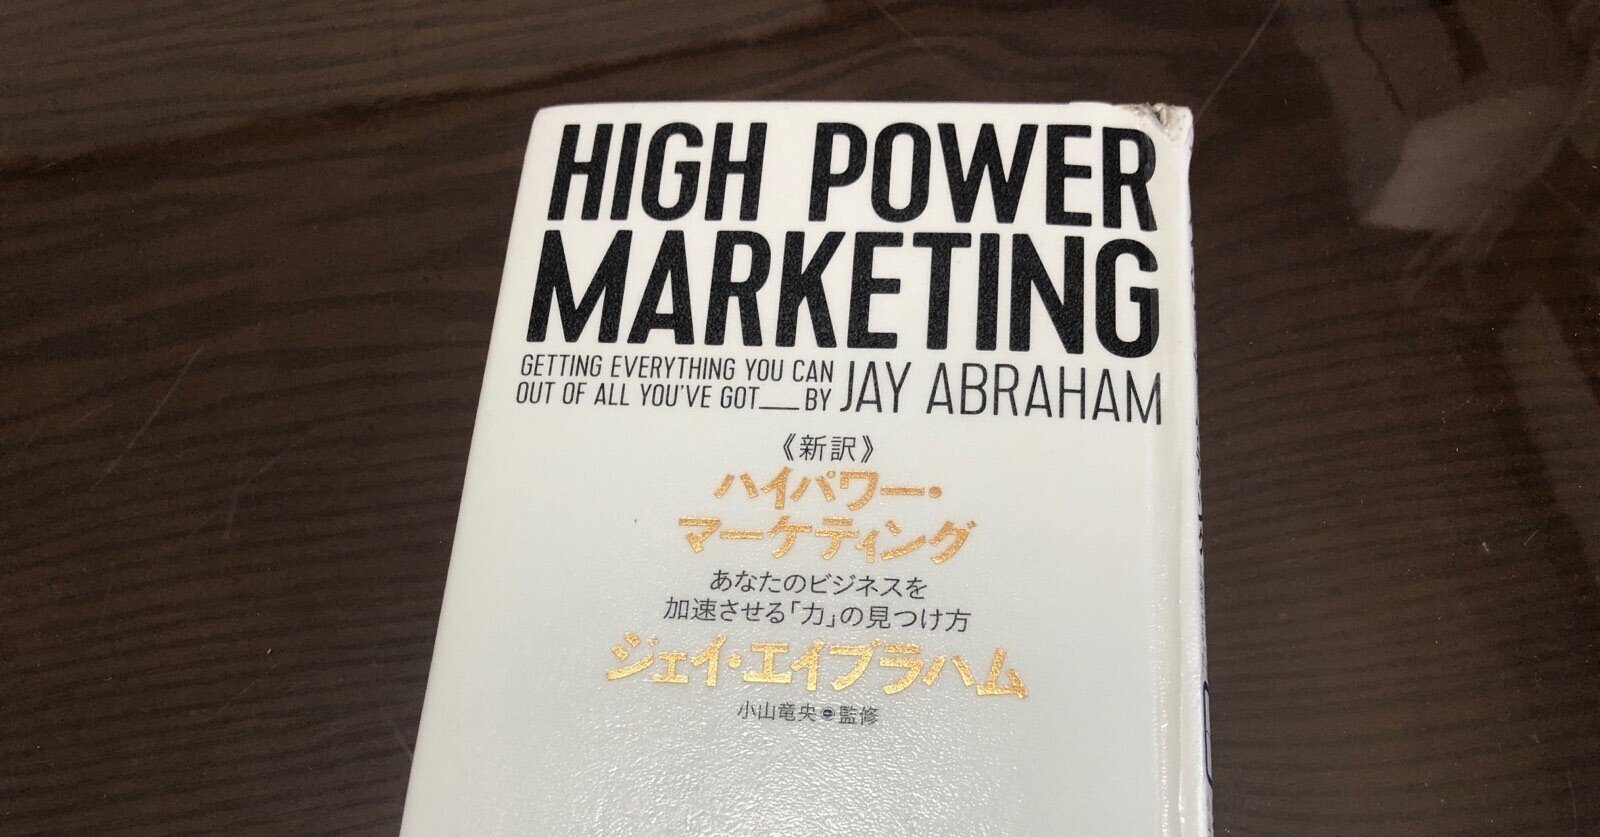 HIGH POWER
MARKETING
GETTING EVERYTHING YOU CAN
OUT OF ALL YOU'VE GOT___BY JAY ABRAHAM
《新訳》
ハイパワー・
マーケティング
あなたのビジネスを
加速させる「力」の見つけ方
ジェイ・エイブラハム
小山竜央●監修